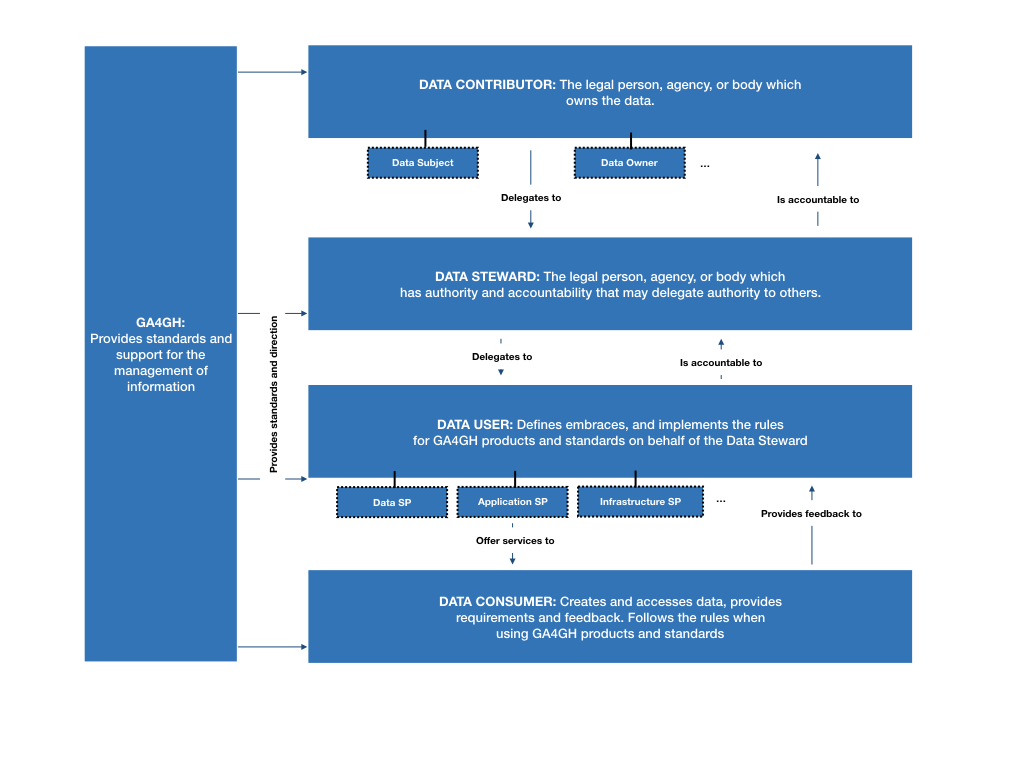 GA4GH:
Provides standards and
support for the
management of
information
Provides standards and direction
DATA CONTRIBUTOR: The legal person, agency, or body which
owns the data.
Data Subject
Data Owner
...
Delegates to
Is accountable to
DATA STEWARD: The legal person, agency, or body which
has authority and accountability that may delegate authority to others.
Delegates to
Is accountable to
DATA USER: Defines embraces, and implements the rules
for GA4GH products and standards on behalf of the Data Steward
Data SP
Application SP
Infrastructure SP
...
Offer services to
Provides feedback to
DATA CONSUMER: Creates and accesses data, provides
requirements and feedback. Follows the rules when
using GA4GH products and standards